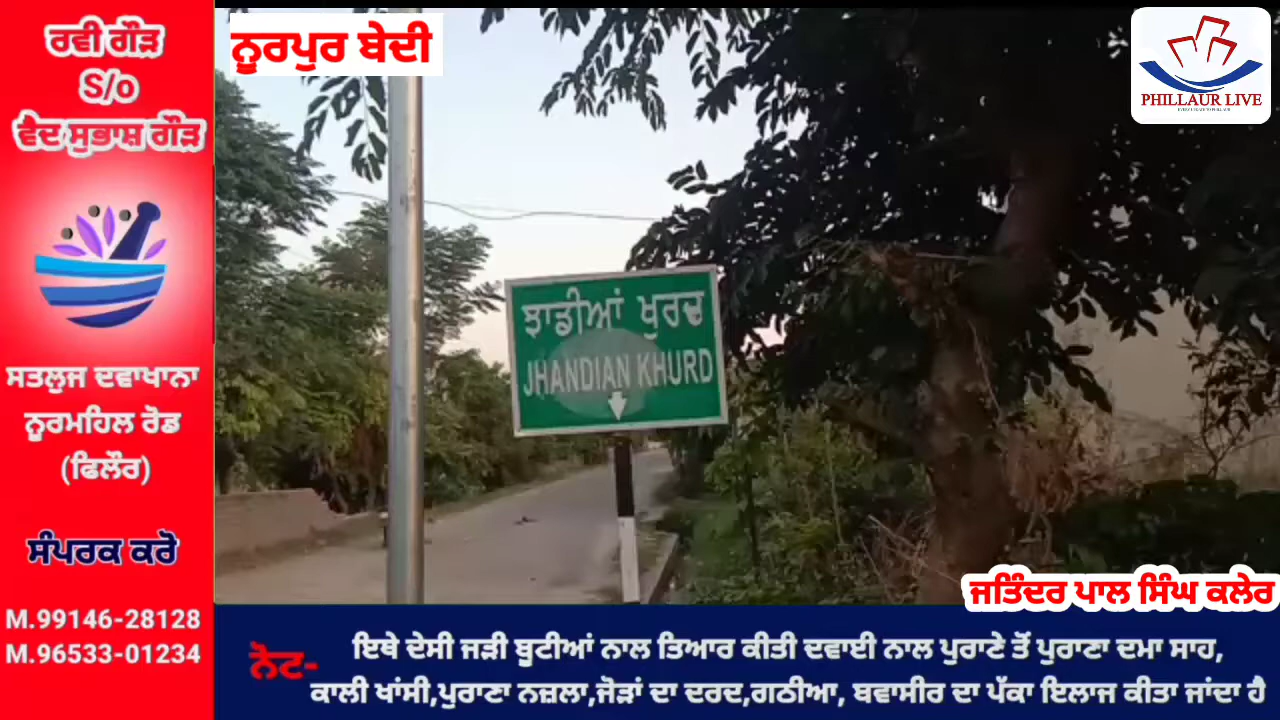 ਰਵੀ ਗੌੜ
S/o
ਵੈਦ ਸੁਭਾਸ਼ ਗੌੜ
ਸਤਲੁਜ ਦਵਾਖਾਨਾ
ਨੂਰਮਹਿਲ ਰੋਡ
(ਫਿਲੌਰ)
ਸੰਪਰਕ ਕਰੋ
M.99146-28128
M.96533-01234
ਨੂਰਪੁਰ ਬੇਦੀ
PHILLAUR LIVE
ਝਾਂਡੀਆਂ ਖੁਰਦ
JHANDIAN KHURD
ਜਤਿੰਦਰ ਪਾਲ ਸਿੰਘ ਕਲੇਰ
ਨੋਟ- ਇਥੇ ਦੇਸੀ ਜੜੀ ਬੂਟੀਆਂ ਨਾਲ ਤਿਆਰ ਕੀਤੀ ਦਵਾਈ ਨਾਲ ਪੁਰਾਣੇ ਤੋਂ ਪੁਰਾਣਾ ਦਮਾ ਸਾਹ,
ਕਾਲੀ ਖਾਂਸੀ,ਪੁਰਾਣਾ ਨਜ਼ਲਾ,ਜੋੜਾਂ ਦਾ ਦਰਦ,ਗਠੀਆ, ਬਵਾਸੀਰ ਦਾ ਪੱਕਾ ਇਲਾਜ ਕੀਤਾ ਜਾਂਦਾ ਹੈ